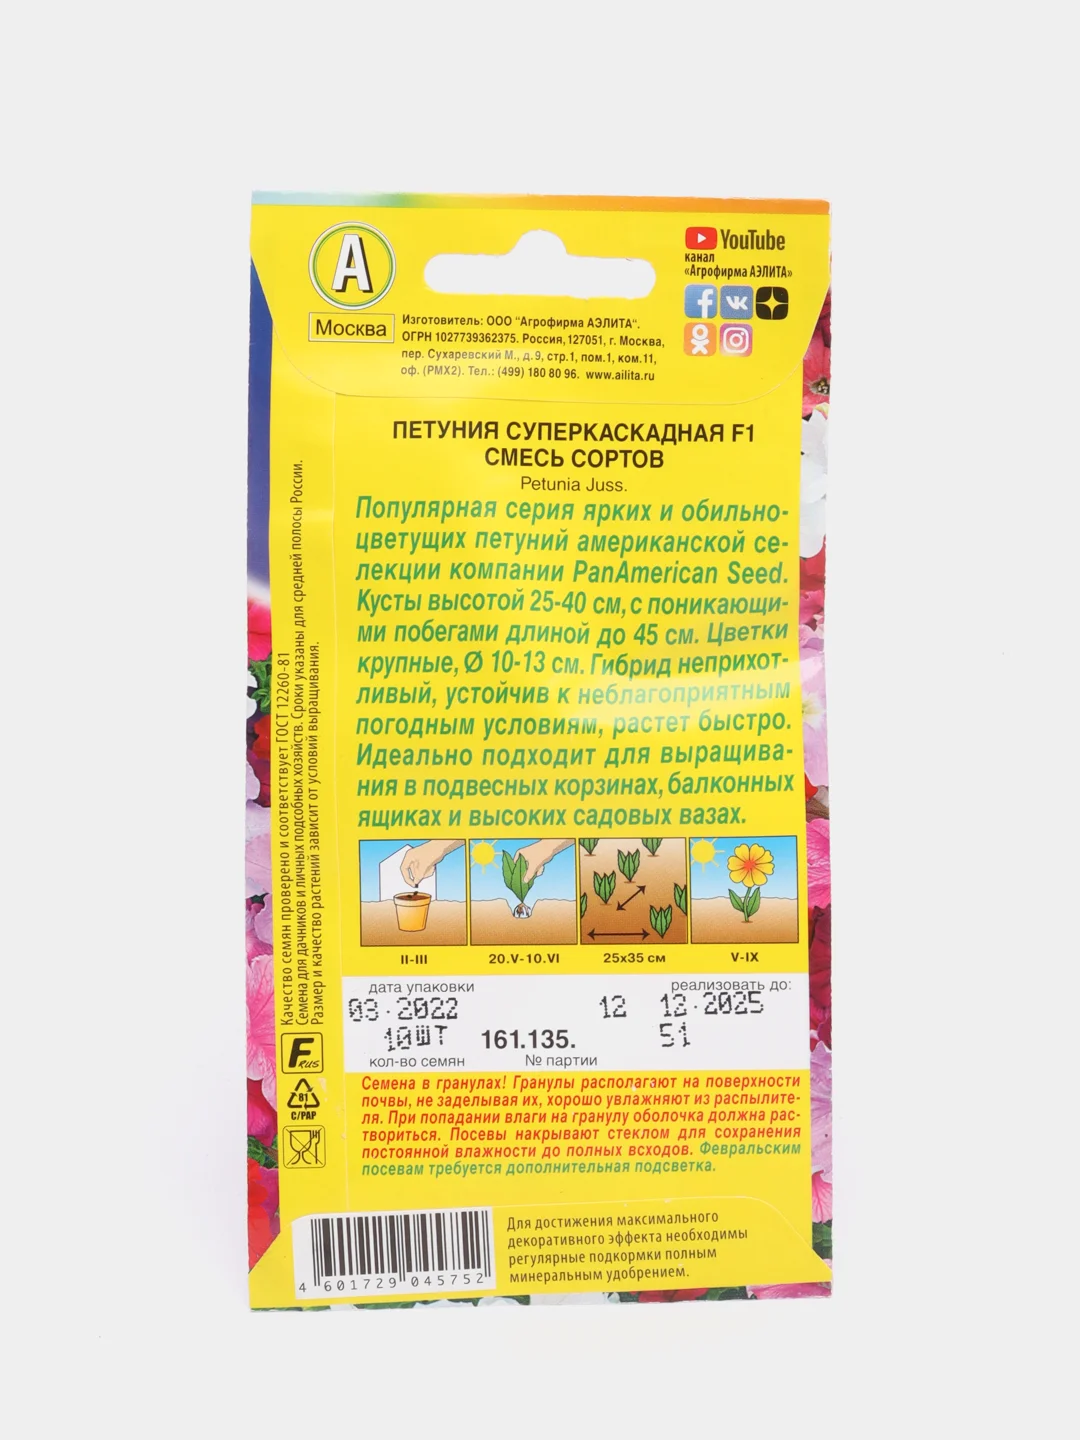 А
Москва
Изготовитель: ООО "Агрофирма АЭЛИТА".
ОГРН 1027739362375. Россия,127051, г. Москва,
пер. Сухаревский М., д.9, стр.1, пом.1, ком.11,
оф. (РМХ2). Тел.: (499) 180 80 96. www.ailita.ru
YouTube
канал
«Агрофирма АЭЛИТА»
ПЕТУНИЯ СУПЕРКАСКАДНАЯ F1
СМЕСЬ СОРТОВ
Petunia Juss.
Популярная серия ярких и обильно-
цветущих петуний американской се-
лекции компании PanAmerican Seed.
Кусты высотой 25-40 см, с поникающи-
ми побегами длиной до 45 см. Цветки
крупные, Ø 10-13 см. Гибрид неприхот-
ливый, устойчив к неблагоприятным
погодным условиям, растет быстро.
Идеально подходит для выращива-
ния в подвесных корзинах, балконных
ящиках и высоких садовых вазах.
II-III
20.V-10.VI
25x35 см
V-IX
дата упаковки
реализовать до:
03.2022
12
12.2025
10ШТ
161.135.
51
кол-во семян
№ партии
Семена в гранулах! Гранулы располагают на поверхности
почвы, не заделывая их, хорошо увлажняют из распылите-
ля. При попадании влаги на гранулу оболочка должна рас-
твориться. Посевы накрывают стеклом для сохранения
постоянной влажности до полных всходов. Февральским
посевам требуется дополнительная подсветка.
Качество семян проверено и соответствует ГОСТ 12260-81
Семена для дачников и личных подсобных хозяйств. Сроки указаны для средней полосы России.
Размер и качество растений зависит от условий выращивания.
F RUS
81
C/PAP
4 601729 045752
Для достижения максимального
декоративного эффекта необходимы
регулярные подкормки полным
минеральным удобрением.